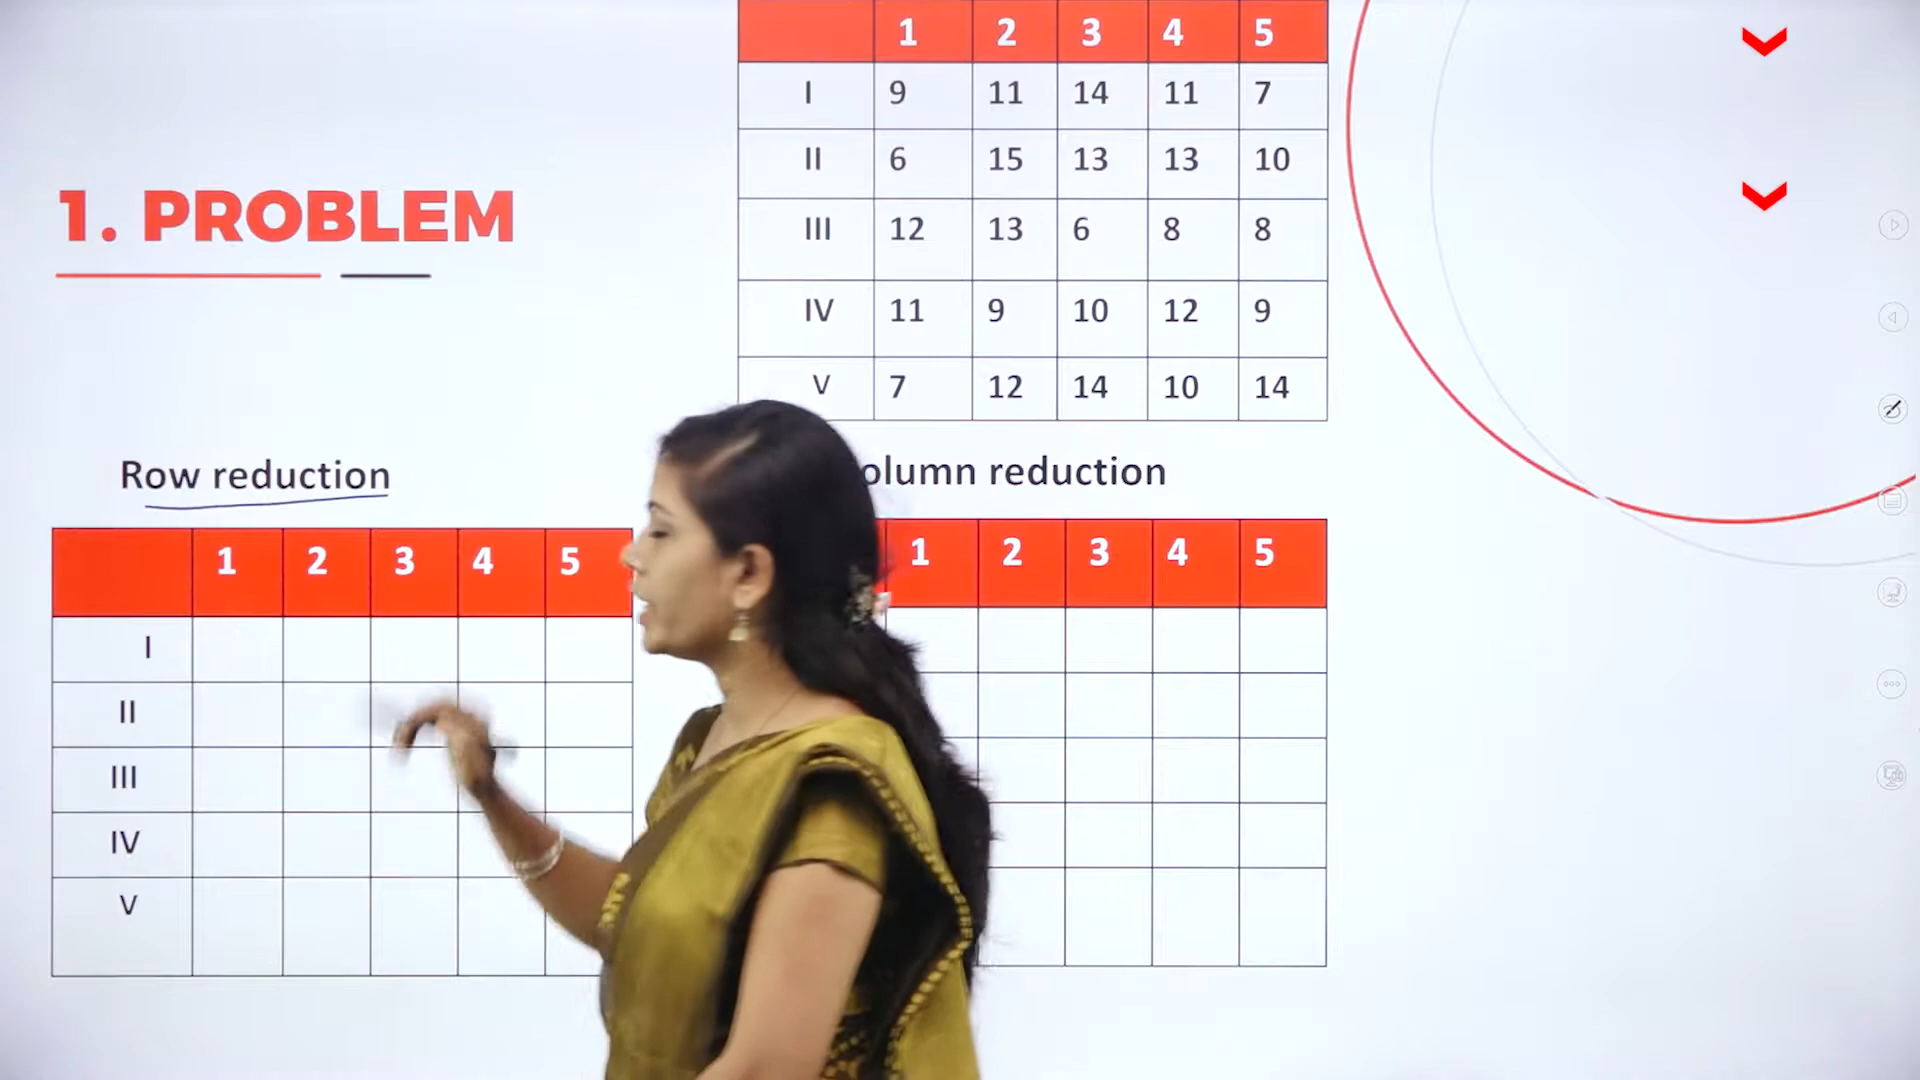 1 2 3 4 5
I 9 11 14 11 7
II 6 15 13 13 10
III 12 13 6 8 8
IV 11 9 10 12 9
V 7 12 14 10 14
1. PROBLEM
Row reduction
1 2 3 4 5
I
II
III
IV
V
olumn reduction
1 2 3 4 5